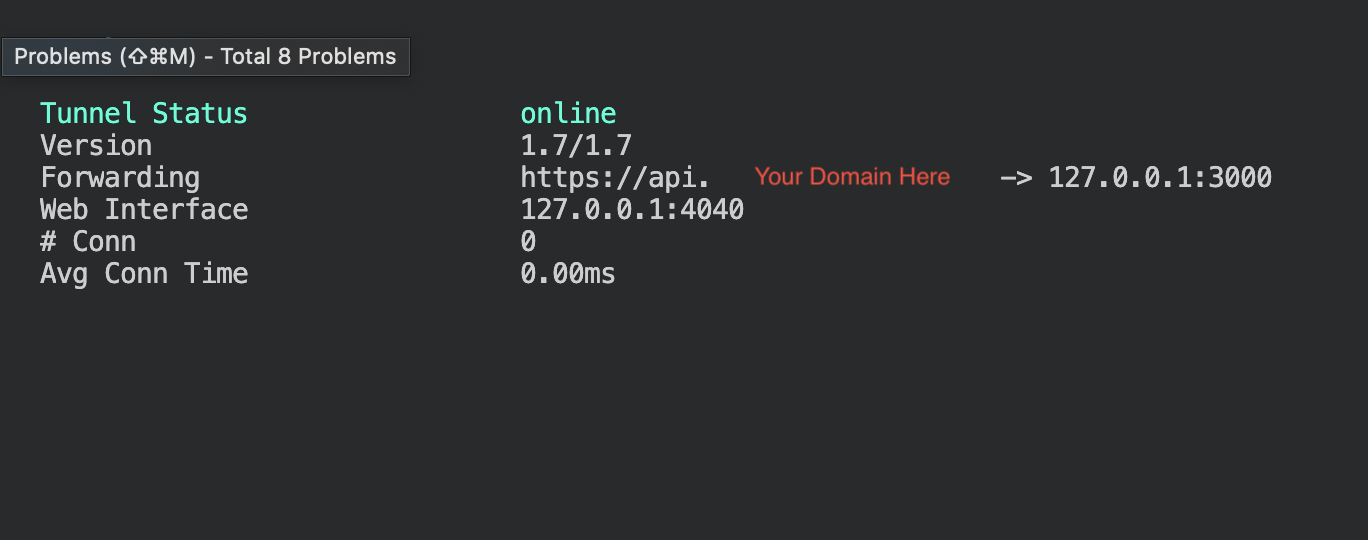 Problems (⇧⌘M) - Total 8 Problems
Tunnel Status online
Version 1.7/1.7
Forwarding https://api. Your Domain Here -> 127.0.0.1:3000
Web Interface 127.0.0.1:4040
# Conn 0
Avg Conn Time 0.00ms